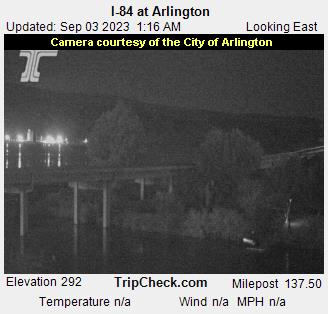 I-84 at Arlington
Updated: Sep 03 2023 1:16 AM Looking East
Camera courtesy of the City of Arlington
Elevation 292 TripCheck.com Milepost 137.50
Temperature n/a Wind n/a MPH n/a